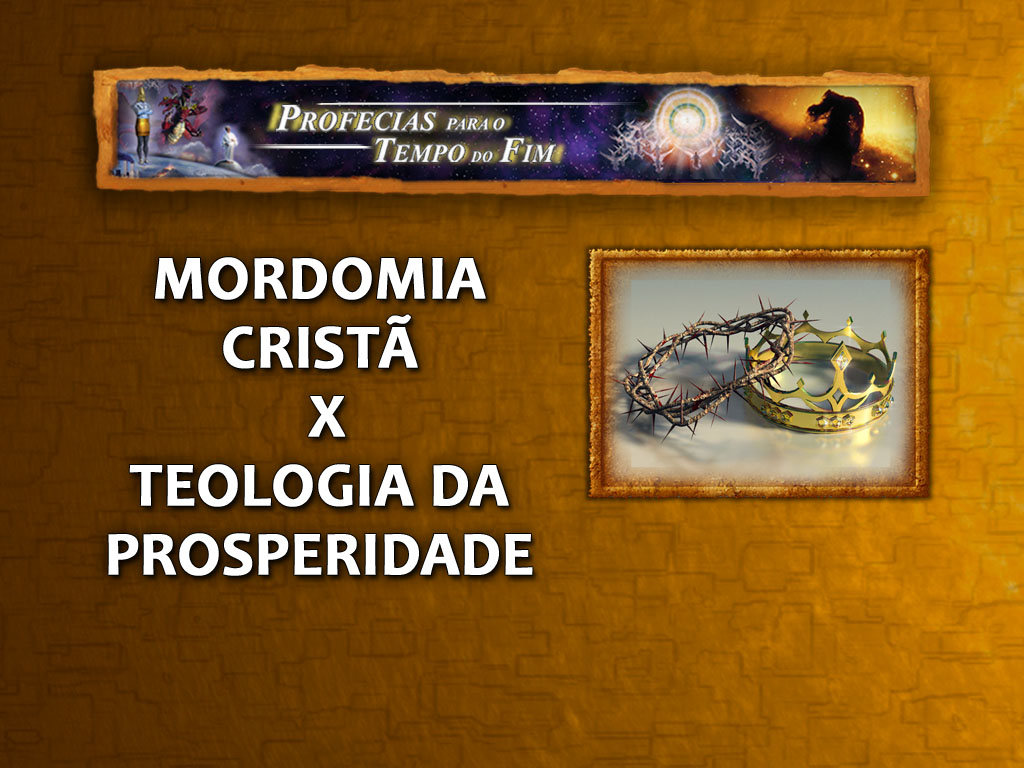 PROFECIAS PARA O
TEMPO DO FIM
MORDOMIA
CRISTÃ
X
TEOLOGIA DA
PROSPERIDADE